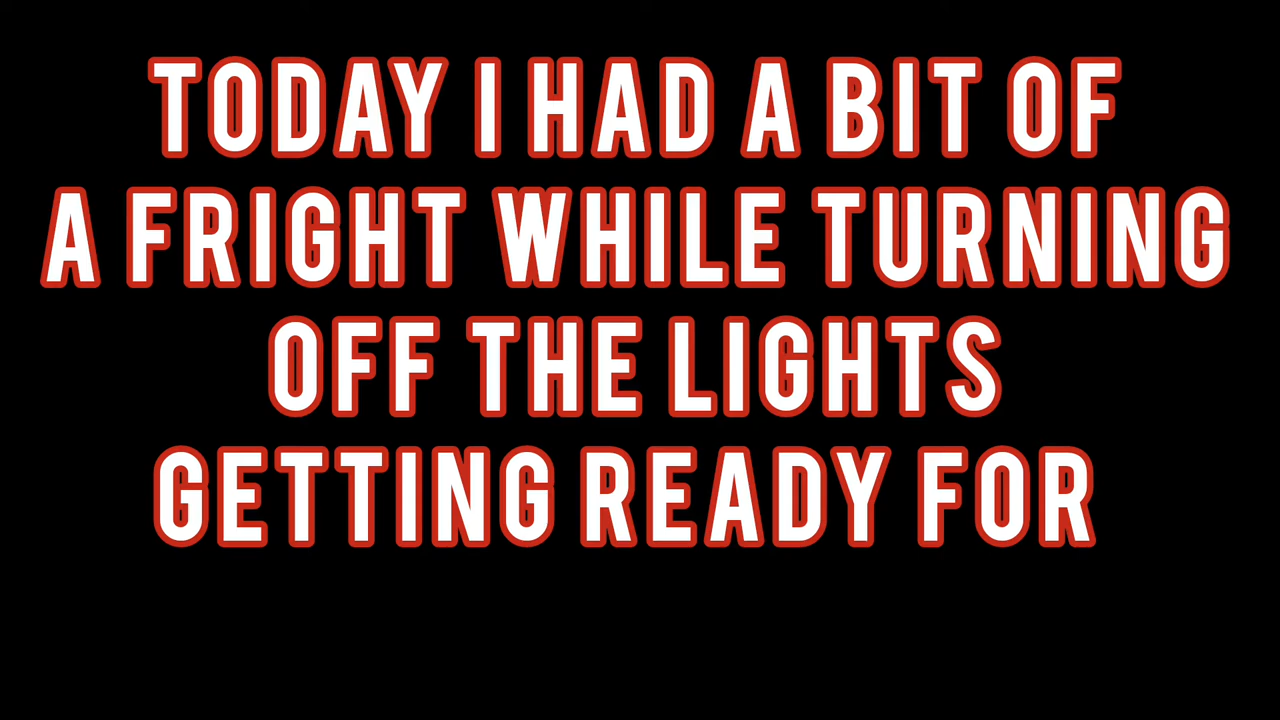 TODAY I HAD A BIT OF
A FRIGHT WHILE TURNING
OFF THE LIGHTS
GETTING READY FOR